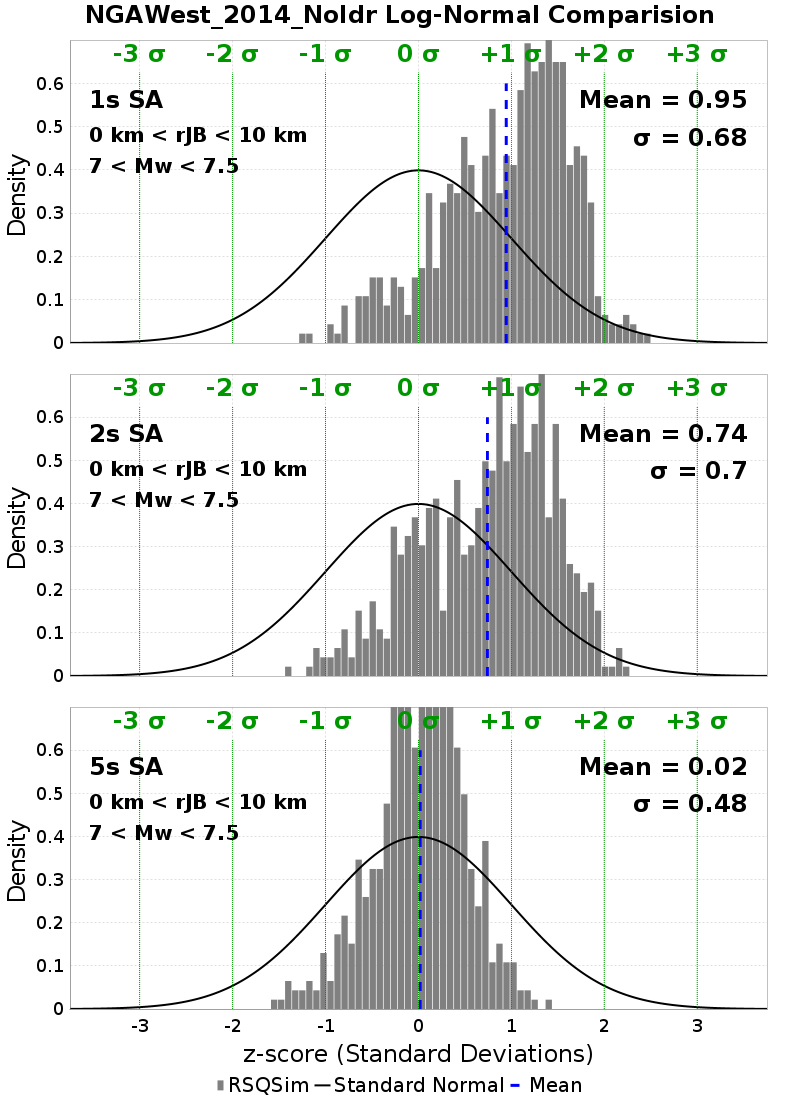 NGAWest_2014_NoIdr Log-Normal Comparision
-3 σ -2 σ -1 σ 0 σ +1 σ +2 σ +3 σ
1s SA Mean = 0.95
0 km < rJB < 10 km σ = 0.68
7 < Mw < 7.5
Density
0.6
0.5
0.4
0.3
0.2
0.1
0
-3 σ -2 σ -1 σ 0 σ +1 σ +2 σ +3 σ
2s SA Mean = 0.74
0 km < rJB < 10 km σ = 0.7
7 < Mw < 7.5
Density
0.6
0.5
0.4
0.3
0.2
0.1
0
-3 σ -2 σ -1 σ 0 σ +1 σ +2 σ +3 σ
5s SA Mean = 0.02
0 km < rJB < 10 km σ = 0.48
7 < Mw < 7.5
Density
0.6
0.5
0.4
0.3
0.2
0.1
0
-3 -2 -1 0 1 2 3
z-score (Standard Deviations)
RSQSim Standard Normal Mean